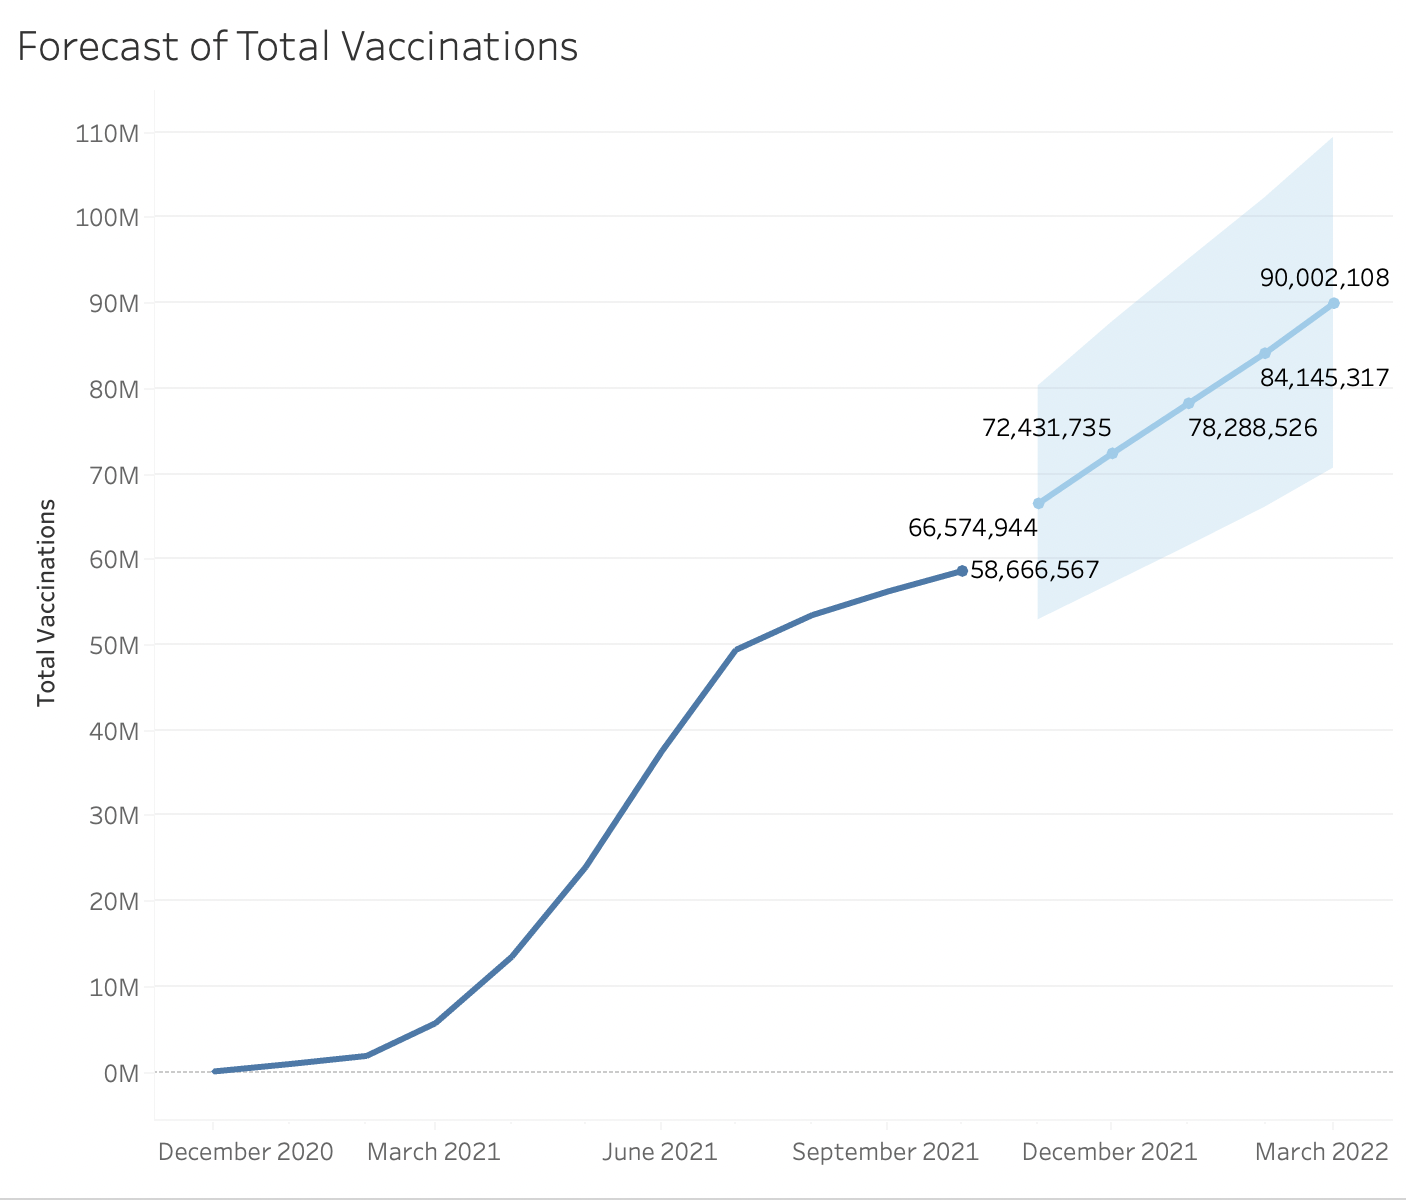 Forecast of Total Vaccinations
110M
100M
90M
80M
70M
60M
50M
40M
30M
20M
10M
0M
Total Vaccinations
90,002,108
84,145,317
72,431,735
78,288,526
66,574,944
58,666,567
December 2020
March 2021
June 2021
September 2021
December 2021
March 2022